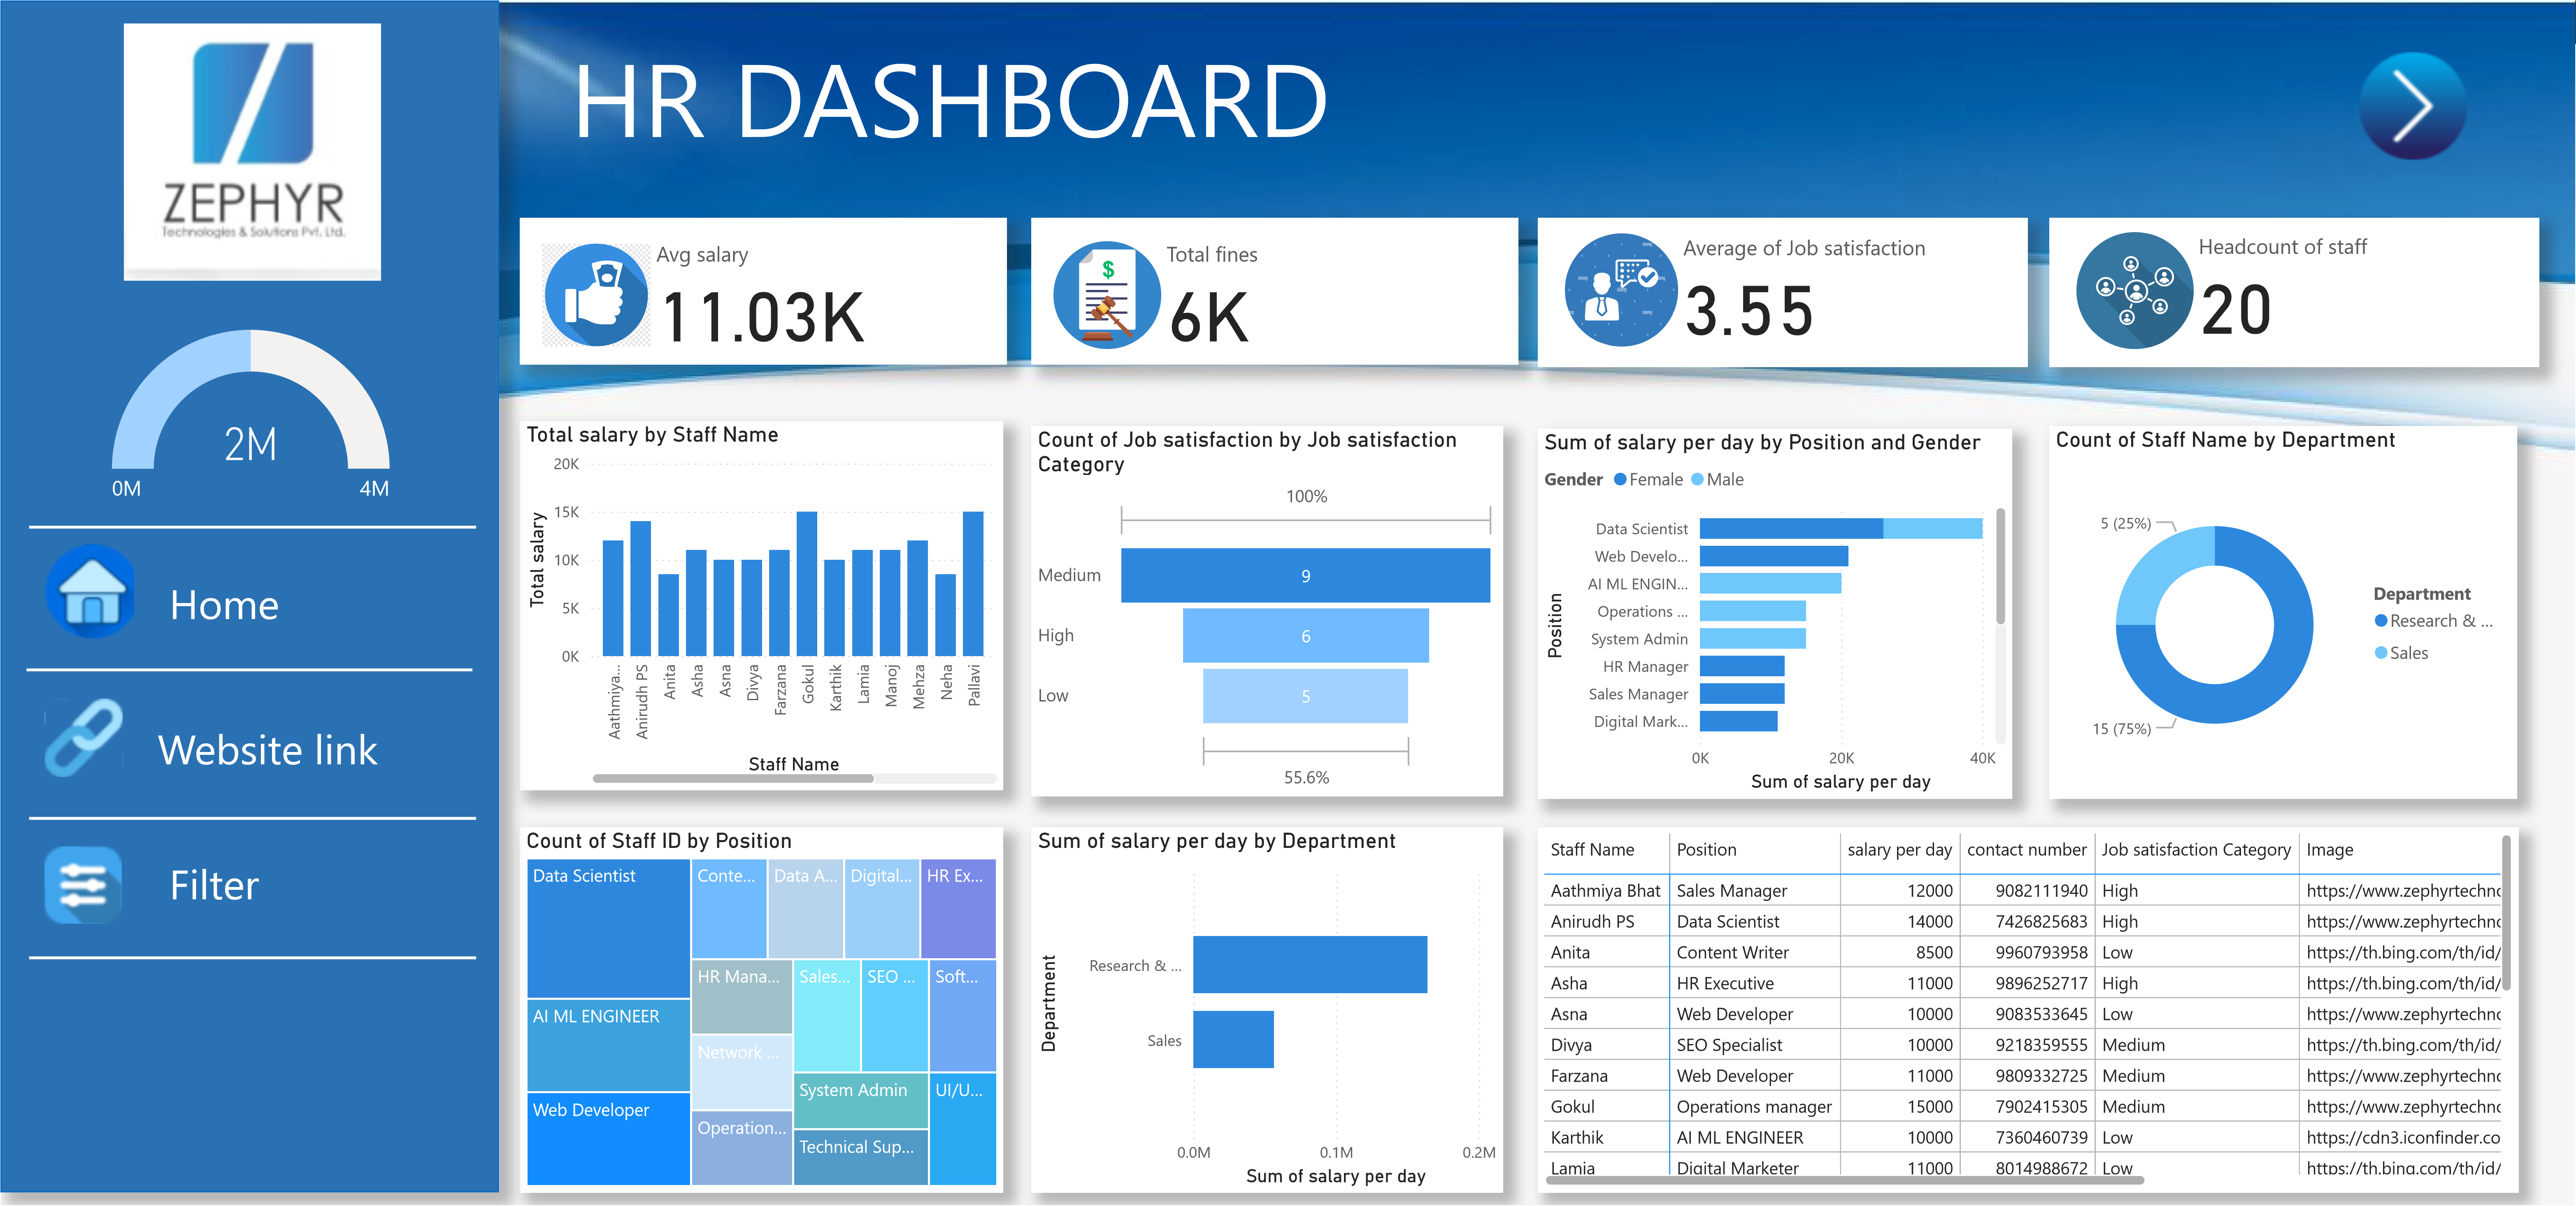 ZEPHYR
Technologies & Solutions Pvt. Ltd.
2M
0M 4M
Home
Website link
Filter
HR DASHBOARD
Avg salary
11.03K
Total fines
$
6K
Average of Job satisfaction
3.55
Headcount of staff
20
Total salary by Staff Name
Total salary
20K
15K
10K
5K
0K
Aathmiya...
Anirudh PS
Anita
Asha
Asna
Divya
Farzana
Gokul
Karthik
Lamia
Manoj
Mehza
Neha
Pallavi
Staff Name
Count of Job satisfaction by Job satisfaction
Category
100%
Medium 9
High 6
Low 5
55.6%
Sum of salary per day by Position and Gender
Gender Female Male
Position
Data Scientist
Web Develo...
AI ML ENGIN...
Operations ...
System Admin
HR Manager
Sales Manager
Digital Mark...
0K 20K 40K
Sum of salary per day
Count of Staff Name by Department
5 (25%)
15 (75%)
Department
Research & ...
Sales
Count of Staff ID by Position
Data Scientist
AI ML ENGINEER
Web Developer
Conte...
Data A...
Digital...
HR Ex...
HR Mana...
Network ...
Operation...
Sales...
SEO ...
Soft...
System Admin
Technical Sup...
UI/U...
Sum of salary per day by Department
Department
Research & ...
Sales
0.0M 0.1M 0.2M
Sum of salary per day
Staff Name Position salary per day contact number Job satisfaction Category Image
Aathmiya Bhat Sales Manager 12000 9082111940 High https://www.zephyrtechno
Anirudh PS Data Scientist 14000 7426825683 High https://www.zephyrtechno
Anita Content Writer 8500 9960793958 Low https://th.bing.com/th/id/
Asha HR Executive 11000 9896252717 High https://th.bing.com/th/id/
Asna Web Developer 10000 9083533645 Low https://www.zephyrtechno
Divya SEO Specialist 10000 9218359555 Medium https://th.bing.com/th/id/
Farzana Web Developer 11000 9809332725 Medium https://www.zephyrtechno
Gokul Operations manager 15000 7902415305 Medium https://www.zephyrtechno
Karthik AI ML ENGINEER 10000 7360460739 Low https://cdn3.iconfinder.co
Lamia Digital Marketer 11000 8014988672 Low https://th.bing.com/th/id/